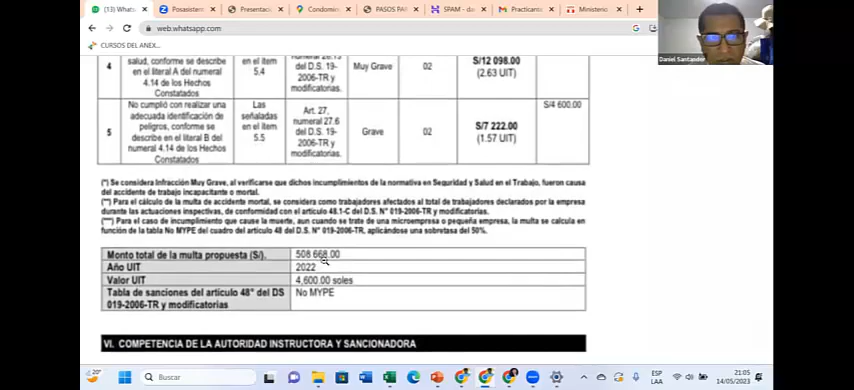 (13) Whats
Posasistem
Presentaci
Condomini
PASOS PAR
SPAM - da
Gmail Practicante
Ministerio
web.whatsapp.com
CURSOS DEL ANEX...
Daniel Santander
4
salud, conforme se describe
en el literal A del numeral
4.14 de los Hechos
Constatados
en el ítem
5.4
del D.S. 19-
2006-TR y
modificatorias.
Muy Grave
02
S/12 098.00
(2.63 UIT)
5
No cumplió con realizar una
adecuada identificación de
peligros, conforme se
describe en el literal B del
numeral 4.14 de los Hechos
Constatados
Las
señaladas
en el ítem
5.5
Art. 27,
numeral 27.6
del D.S. 19-
2006-TR y
modificatorias.
Grave
02
S/7 222.00
(1.57 UIT)
S/4 600.00
(*) Se considera Infracción Muy Grave, al verificarse que dichos incumplimientos de la normativa en Seguridad y Salud en el Trabajo, fueron causa
del accidente de trabajo incapacitante o mortal.
(**) Para el cálculo de la multa de accidente mortal, se considera como trabajadores afectados al total de trabajadores declarados por la empresa
durante las actuaciones inspectivas, de conformidad con el artículo 48.1-C del D.S. N° 019-2006-TR y modificatorias.
(***) Para el caso de incumplimiento que cause la muerte, aun cuando se trate de una microempresa o pequeña empresa, la multa se calcula en
función de la tabla No MYPE del cuadro del artículo 48 del D.S. N° 019-2006-TR, aplicándose una sobretasa del 50%.
Monto total de la multa propuesta (S/).
508 668.00
Año UIT
2022
Valor UIT
4,600.00 soles
Tabla de sanciones del artículo 48° del DS
019-2006-TR y modificatorias
No MYPE
VI. COMPETENCIA DE LA AUTORIDAD INSTRUCTORA Y SANCIONADORA
20°
Buscar
ESP
LAA
21:05
14/05/2023